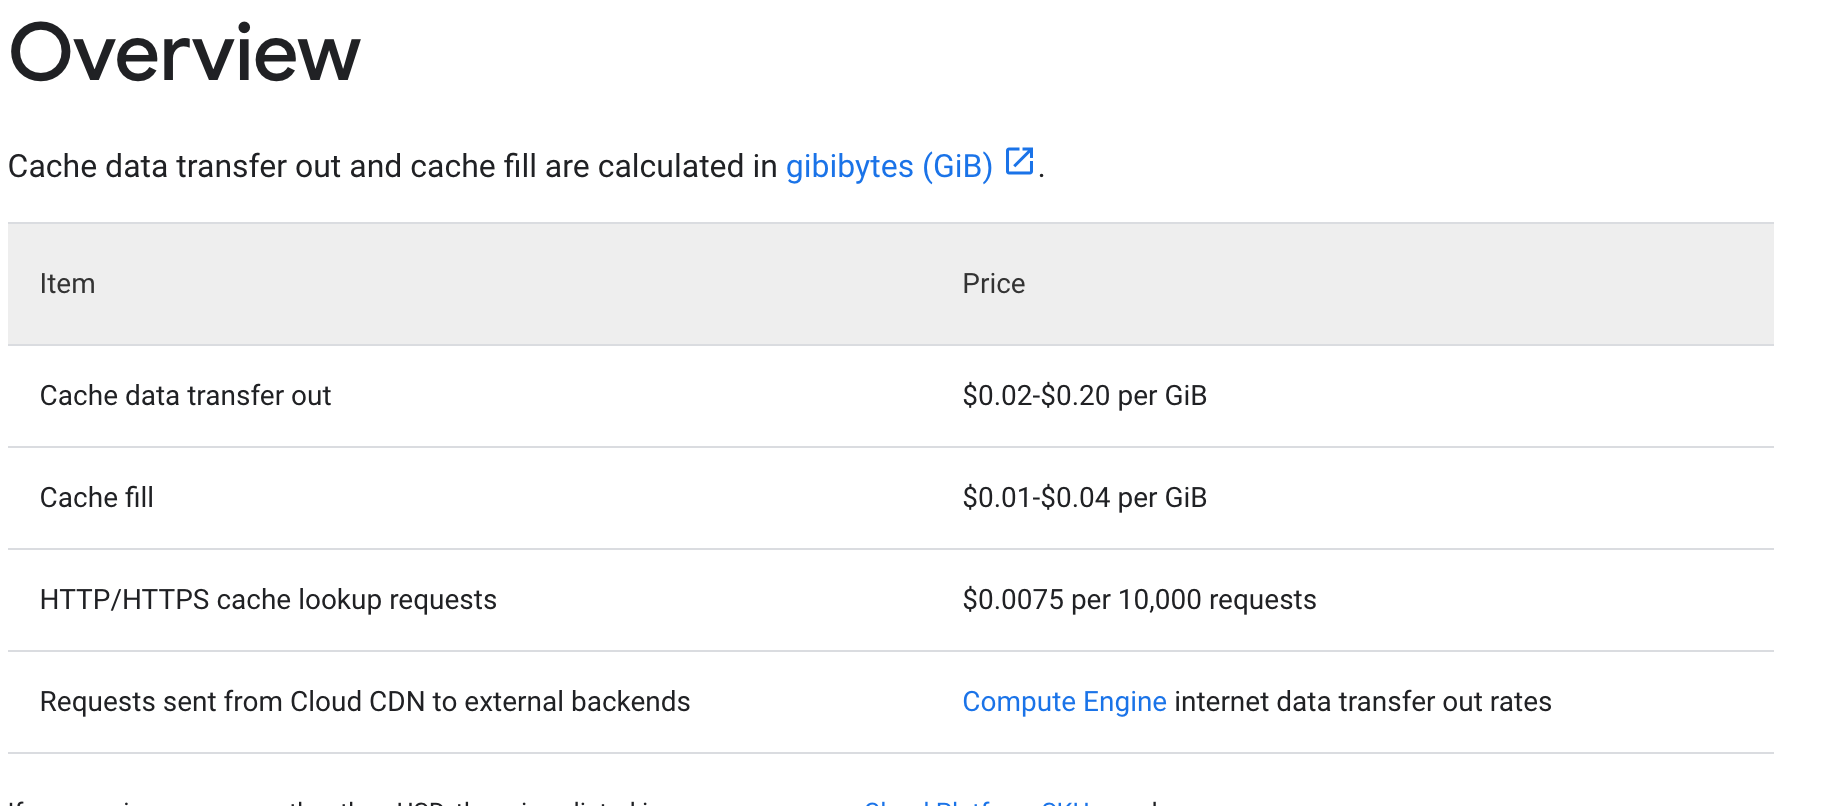 Overview
Cache data transfer out and cache fill are calculated in gibibytes (GiB).
Item Price
Cache data transfer out $0.02-$0.20 per GiB
Cache fill $0.01-$0.04 per GiB
HTTP/HTTPS cache lookup requests $0.0075 per 10,000 requests
Requests sent from Cloud CDN to external backends Compute Engine internet data transfer out rates